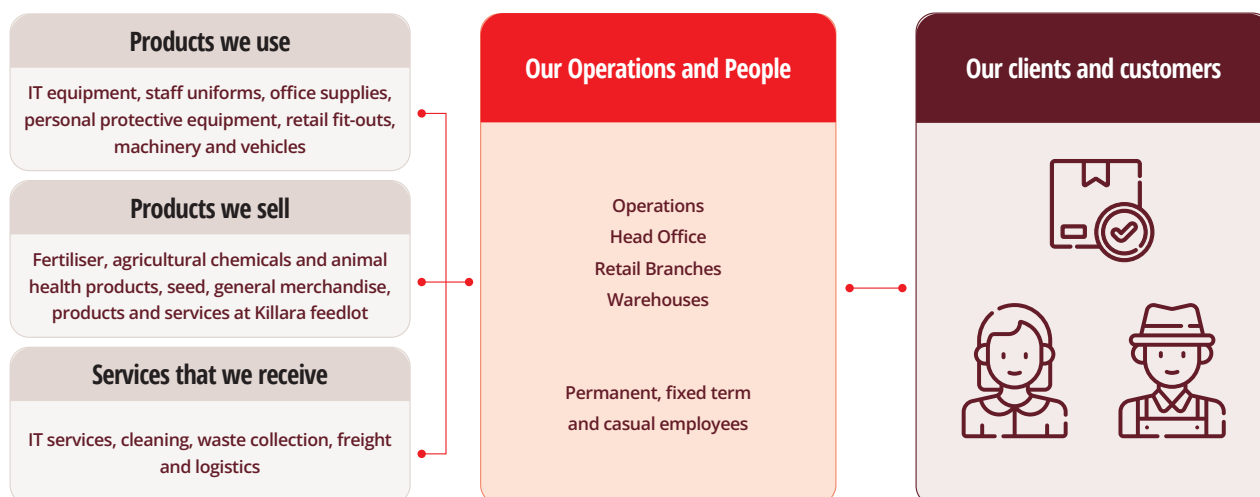 Products we use
IT equipment, staff uniforms, office supplies,
personal protective equipment, retail fit-outs,
machinery and vehicles
Products we sell
Fertiliser, agricultural chemicals and animal
health products, seed, general merchandise,
products and services at Killara feedlot
Services that we receive
IT services, cleaning, waste collection, freight
and logistics
Our Operations and People
Operations
Head Office
Retail Branches
Warehouses
Permanent, fixed term
and casual employees
Our clients and customers